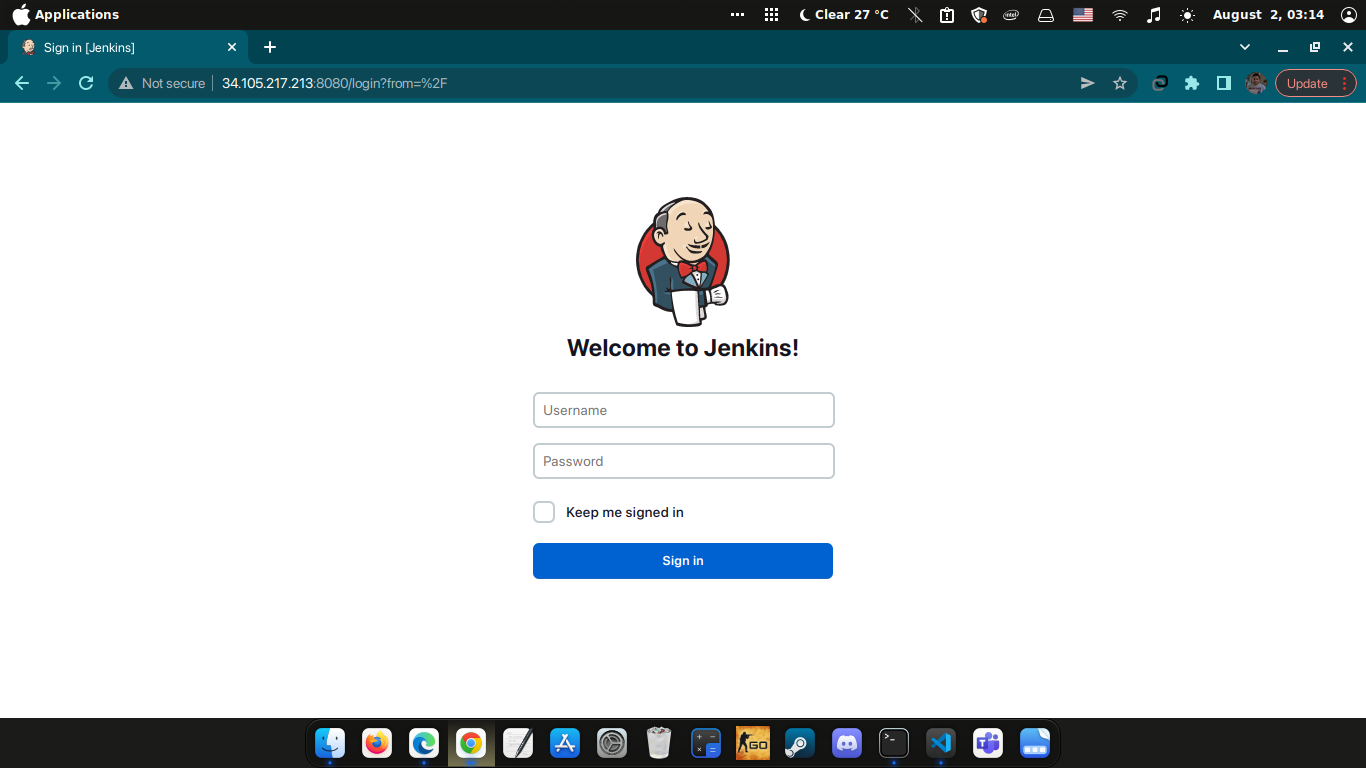 Applications
Clear 27 °C
August 2, 03:14
Sign in [Jenkins]
Not secure
34.105.217.213:8080/login?from=%2F
Update
Welcome to Jenkins!
Username
Password
Keep me signed in
Sign in
GO